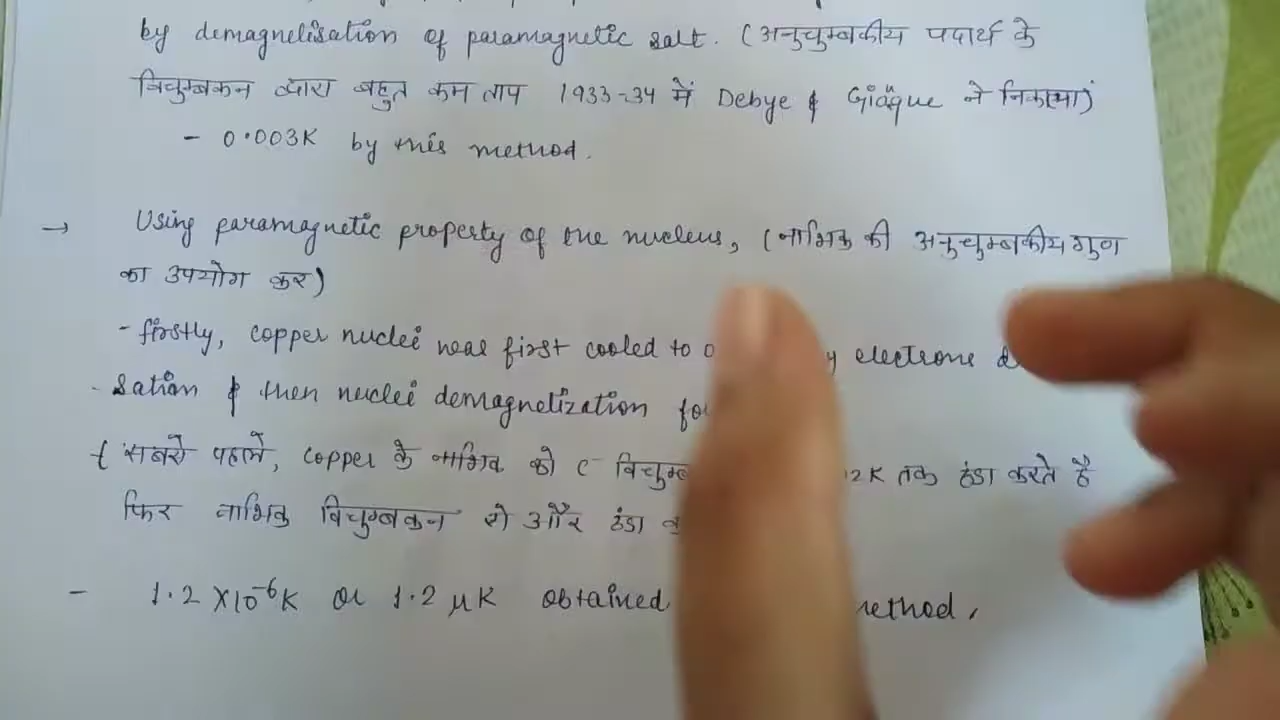 by demagnetisation of paramagnetic salt. (अनुचुम्बकीय पदार्थ के
विचुम्बकन द्वारा बहुत कम ताप 1933-34 में Debye & Giaque ने निकाला)
- 0.003K by this method.
→ Using paramagnetic property of the nucleus, (नाभिक की अनुचुम्बकीय गुण
का उपयोग कर)
- firstly, copper nuclei near first cooled to electrons
- sation & then nuclei demagnetization
( सबसे पहले, copper के नाभिक को e तक ठंडा करते है
फिर नाभिक विचुम्बकन से और ठंडा
- 1.2 X10⁻⁶K or 1.2 μK obtained method,